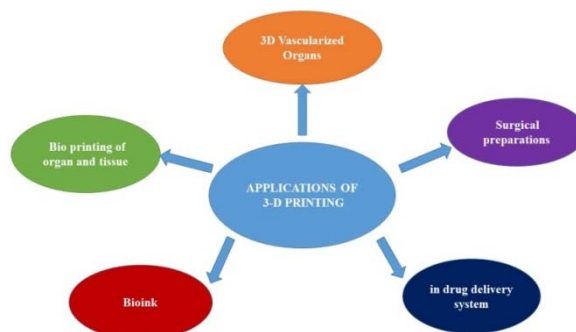 3D Vascularized
Organs
Bio printing of
organ and tissue
Surgical
preparations
APPLICATIONS OF
3-D PRINTING
Bioink
in drug delivery
system